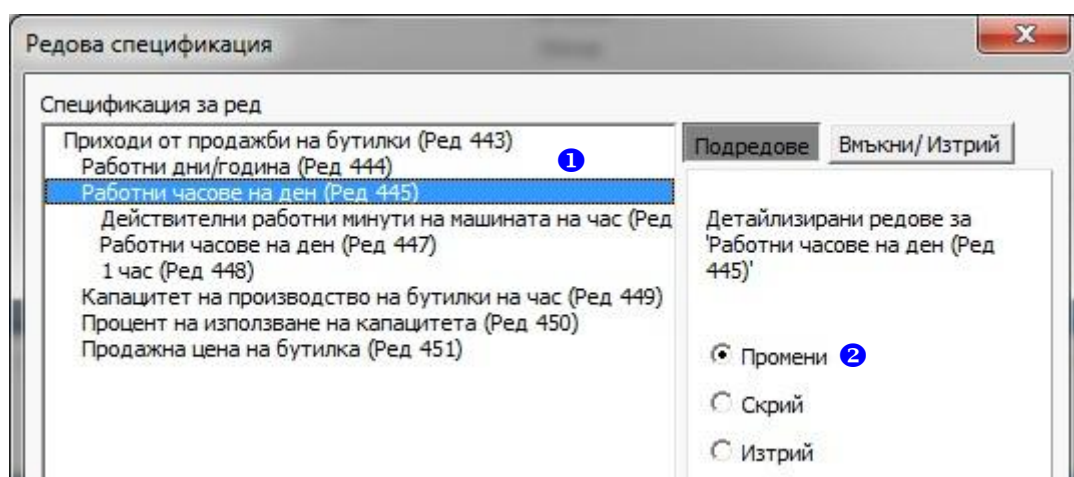 Редова спецификация
Спецификация за ред
Приходи от продажби на бутилки (Ред 443)
Работни дни/година (Ред 444)
1
Работни часове на ден (Ред 445)
Действителни работни минути на машината на час (Ред
Работни часове на ден (Ред 447)
1 час (Ред 448)
Капацитет на производство на бутилки на час (Ред 449)
Процент на използване на капацитета (Ред 450)
Продажна цена на бутилка (Ред 451)
Подредове
Вмъкни/Изтрий
Детайлизирани редове за
'Работни часове на ден (Ред
445)'
Промени 2
Скрий
Изтрий